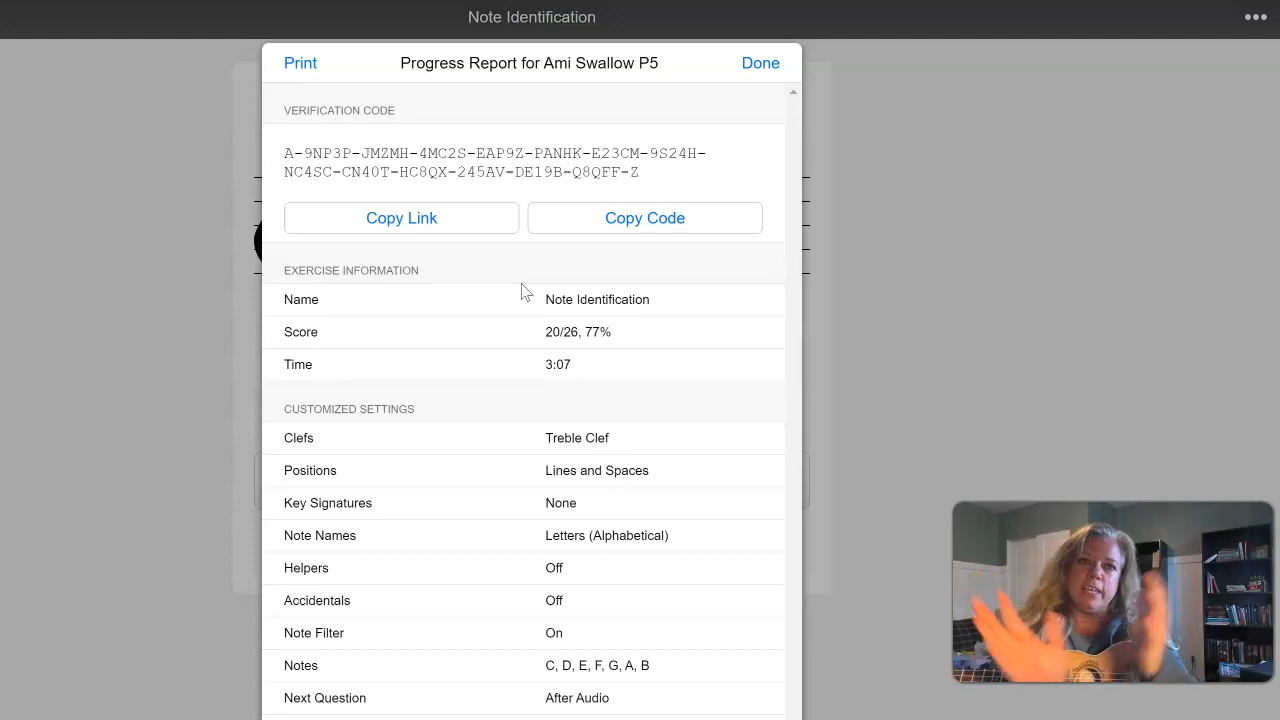 Note Identification
Print Progress Report for Ami Swallow P5 Done
VERIFICATION CODE
A-9NP3P-JMZMH-4MC2S-EAP9Z-PANHK-E23CM-9S24H-
NC4SC-CN40T-HC8QX-245AV-DE19B-Q8QFF-Z
Copy Link Copy Code
EXERCISE INFORMATION
Name Note Identification
Score 20/26, 77%
Time 3:07
CUSTOMIZED SETTINGS
Clefs Treble Clef
Positions Lines and Spaces
Key Signatures None
Note Names Letters (Alphabetical)
Helpers Off
Accidentals Off
Note Filter On
Notes C, D, E, F, G, A, B
Next Question After Audio